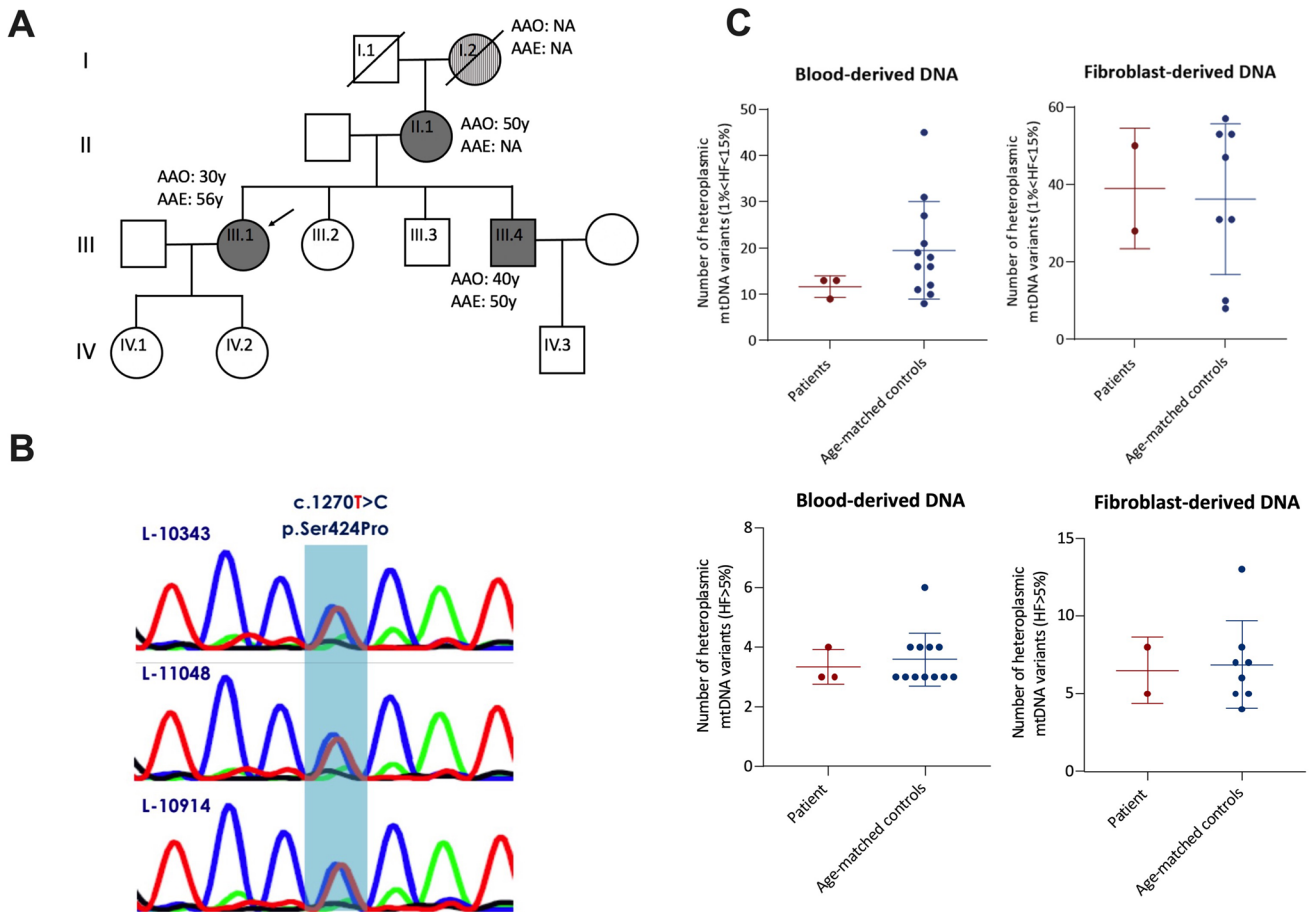 A
I
I.1
I.2
AAO: NA
AAE: NA
II
II.1
AAO: 50y
AAE: NA
AAO: 30y
AAE: 56y
III
III.1
III.2
III.3
III.4
AAO: 40y
AAE: 50y
IV
IV.1
IV.2
IV.3
B
c.1270T>C
p.Ser424Pro
L-10343
L-11048
L-10914
C
Blood-derived DNA
Number of heteroplasmic
mtDNA variants (1%<HF<15%)
50
40
30
20
10
0
Patients
Age-matched controls
Fibroblast-derived DNA
Number of heteroplasmic
mtDNA variants (1%<HF<15%)
60
40
20
0
Patients
Age-matched controls
Blood-derived DNA
Number of heteroplasmic
mtDNA variants (HF>5%)
8
6
4
2
0
Patient
Age-matched controls
Fibroblast-derived DNA
Number of heteroplasmic
mtDNA variants (HF>5%)
15
10
5
0
Patient
Age-matched controls